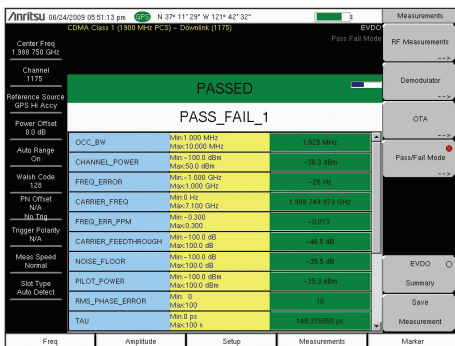 Anritsu 06/24/2009 05:51:13 pm GPS N 37° 11' 29" W 121° 42' 32"
CDMA Class 1 (1900 MHz PCS) - Downlink (1175)
EVDO
Pass Fail Mode
Center Freq
1.988 750 GHz
Channel
1175
Reference Source
GPS Hi Accy
Power Offset
0.0 dB
Auto Range
On
Walsh Code
128
PN Offset
N/A
No Trig
Trigger Polarity
N/A
Meas Speed
Normal
Slot Type
Auto Detect
PASSED
PASS_FAIL_1
OCC_BW Min:1.000 MHz Max:10.000 MHz 1.828 MHz
CHANNEL_POWER Min:-100.0 dBm Max:50.0 dBm -38.3 dBm
FREQ_ERROR Min:-1.000 GHz Max:1.000 GHz -26 Hz
CARRIER_FREQ Min:0 Hz Max:7.100 GHz 1.988 749 973 GHz
FREQ_ERR_PPM Min:-0.300 Max:0.300 -0.013
CARRIER_FEEDTHROUGH Min:-100.0 dB Max:100.0 dB -46.5 dB
NOISE_FLOOR Min:-100.0 dB Max:100.0 dB -35.5 dB
PILOT_POWER Min:-100.0 dBm Max:100.0 dBm -35.3 dBm
RMS_PHASE_ERROR Min: 0 Max:100 10
TAU Min:0 ps Max:100 s 148.315050 µs
Measurements
RF Measurements
-->
Demodulator
-->
OTA
-->
Pass/Fail Mode
-->
EVDO
Summary
Save
Measurement
Freq Amplitude Setup Measurements Marker